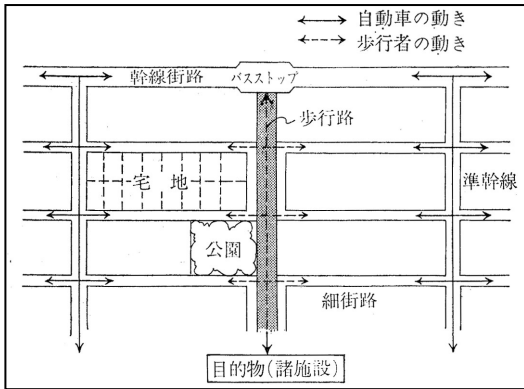 自動車の動き
歩行者の動き
幹線街路
バスストップ
歩行路
宅地
準幹線
公園
細街路
目的物(諸施設)